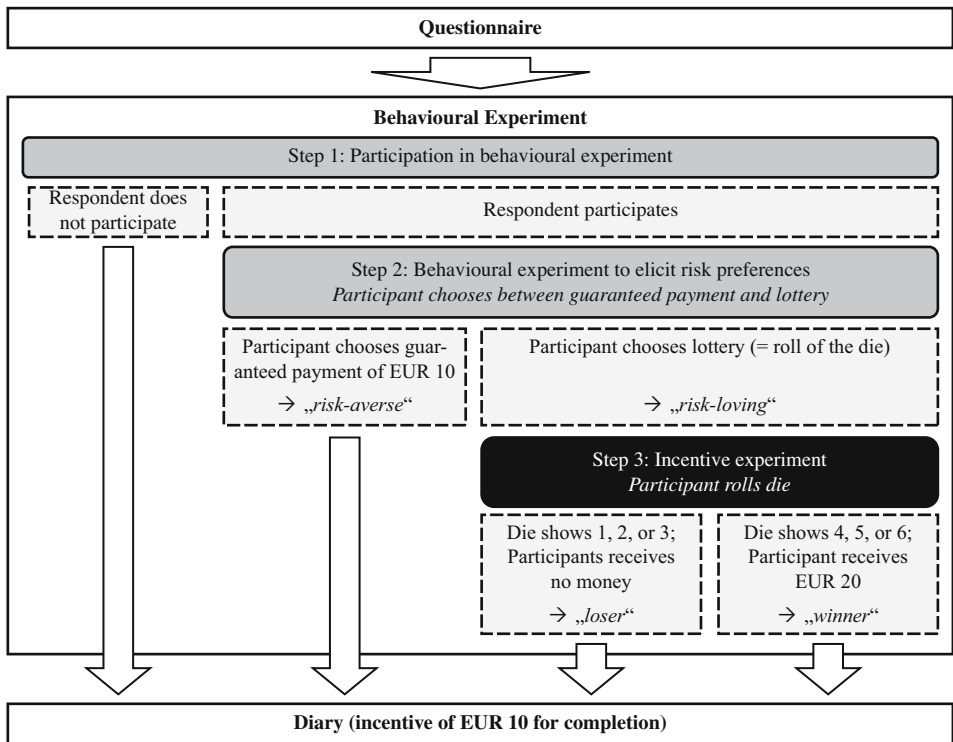 Questionnaire
Behavioural Experiment
Step 1: Participation in behavioural experiment
Respondent does
not participate
Respondent participates
Step 2: Behavioural experiment to elicit risk preferences
Participant chooses between guaranteed payment and lottery
Participant chooses guar-
anteed payment of EUR 10
→ „risk-averse“
Participant chooses lottery (= roll of the die)
→ „risk-loving“
Step 3: Incentive experiment
Participant rolls die
Die shows 1, 2, or 3;
Participants receives
no money
→ „loser“
Die shows 4, 5, or 6;
Participant receives
EUR 20
→ „winner“
Diary (incentive of EUR 10 for completion)